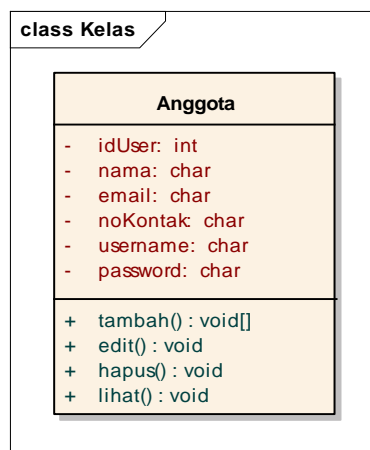 class Kelas
Anggota
- idUser: int
- nama: char
- email: char
- noKontak: char
- username: char
- password: char
+ tambah() : void[]
+ edit() : void
+ hapus() : void
+ lihat() : void